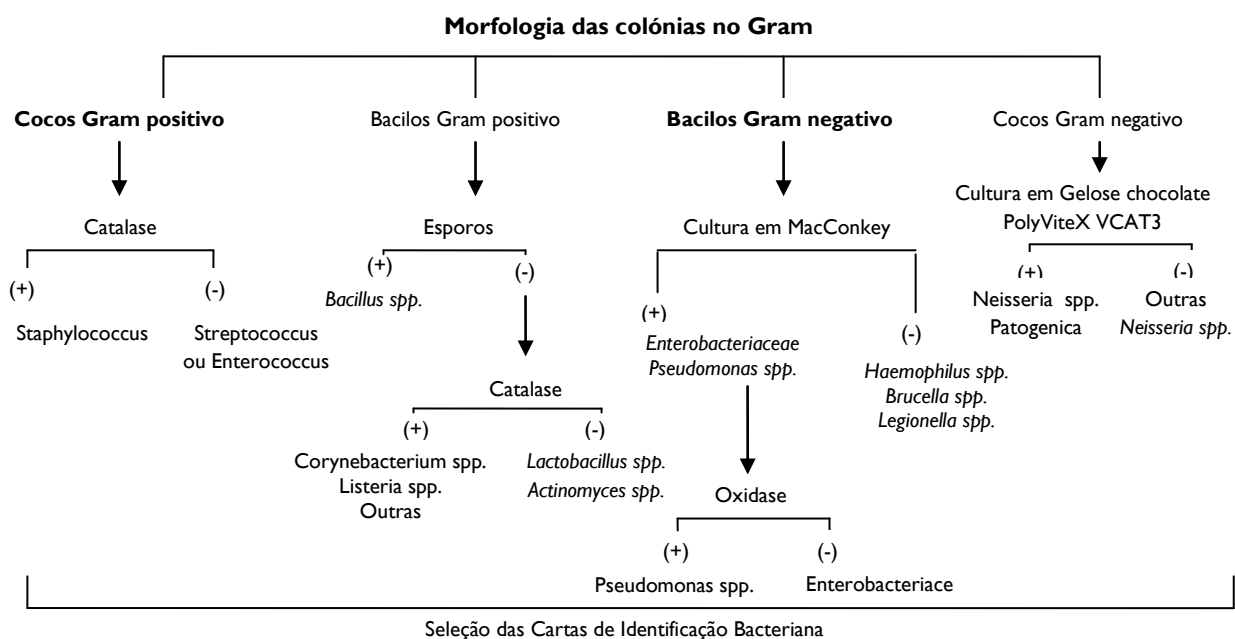 Morfologia das colónias no Gram
Cocos Gram positivo
Bacilos Gram positivo
Bacilos Gram negativo
Cocos Gram negativo
Catalase
(+)
(-)
Staphylococcus
Streptococcus
ou Enterococcus
Esporos
(+)
(-)
Bacillus spp.
Catalase
(+)
(-)
Corynebacterium spp.
Listeria spp.
Outras
Lactobacillus spp.
Actinomyces spp.
Cultura em MacConkey
(+)
(-)
Enterobacteriaceae
Pseudomonas spp.
Haemophilus spp.
Brucella spp.
Legionella spp.
Oxidase
(+)
(-)
Pseudomonas spp.
Enterobacteriace
Cultura em Gelose chocolate
PolyViteX VCAT3
(+)
(-)
Neisseria spp.
Patogenica
Outras
Neisseria spp.
Seleção das Cartas de Identificação Bacteriana